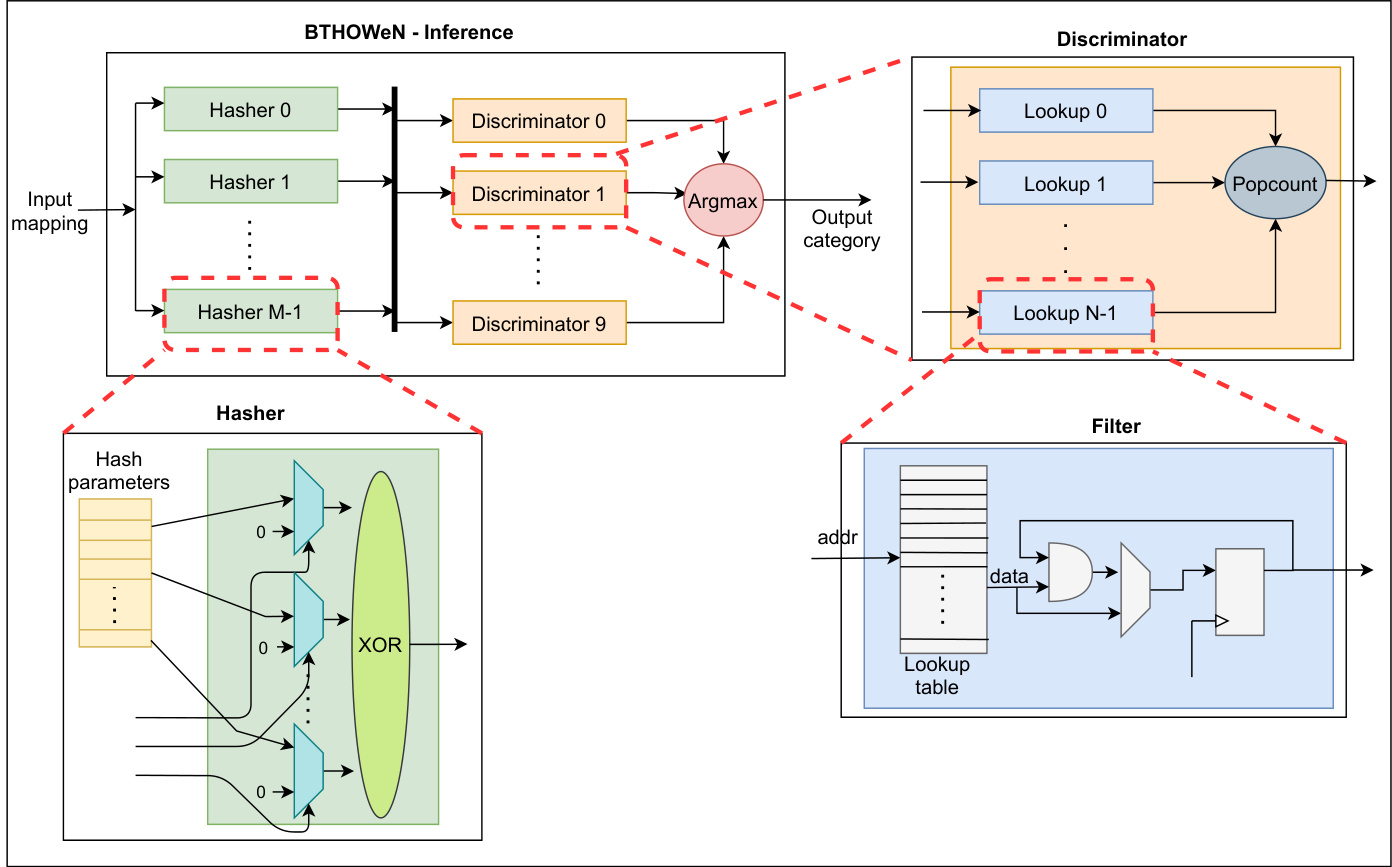 BTHOWeN - Inference
Discriminator
Hasher 0
Hasher 1
Hasher M-1
Input
mapping
Discriminator 0
Discriminator 1
Discriminator 9
Argmax
Output
category
Lookup 0
Lookup 1
Lookup N-1
Popcount
Hasher
Hash
parameters
0
0
0
XOR
Filter
addr
data
Lookup
table